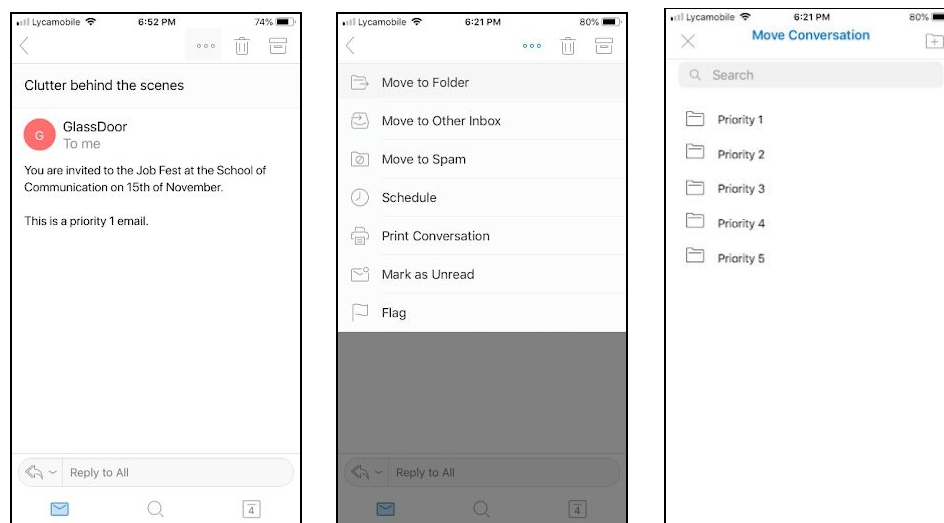 Lycamobile 6:52 PM 74%
Clutter behind the scenes
G
GlassDoor
To me
You are invited to the Job Fest at the School of
Communication on 15th of November.
This is a priority 1 email.
Reply to All
4
Lycamobile 6:21 PM 80%
Move to Folder
Move to Other Inbox
Move to Spam
Schedule
Print Conversation
Mark as Unread
Flag
Reply to All
4
Lycamobile 6:21 PM 80%
Move Conversation
Search
Priority 1
Priority 2
Priority 3
Priority 4
Priority 5